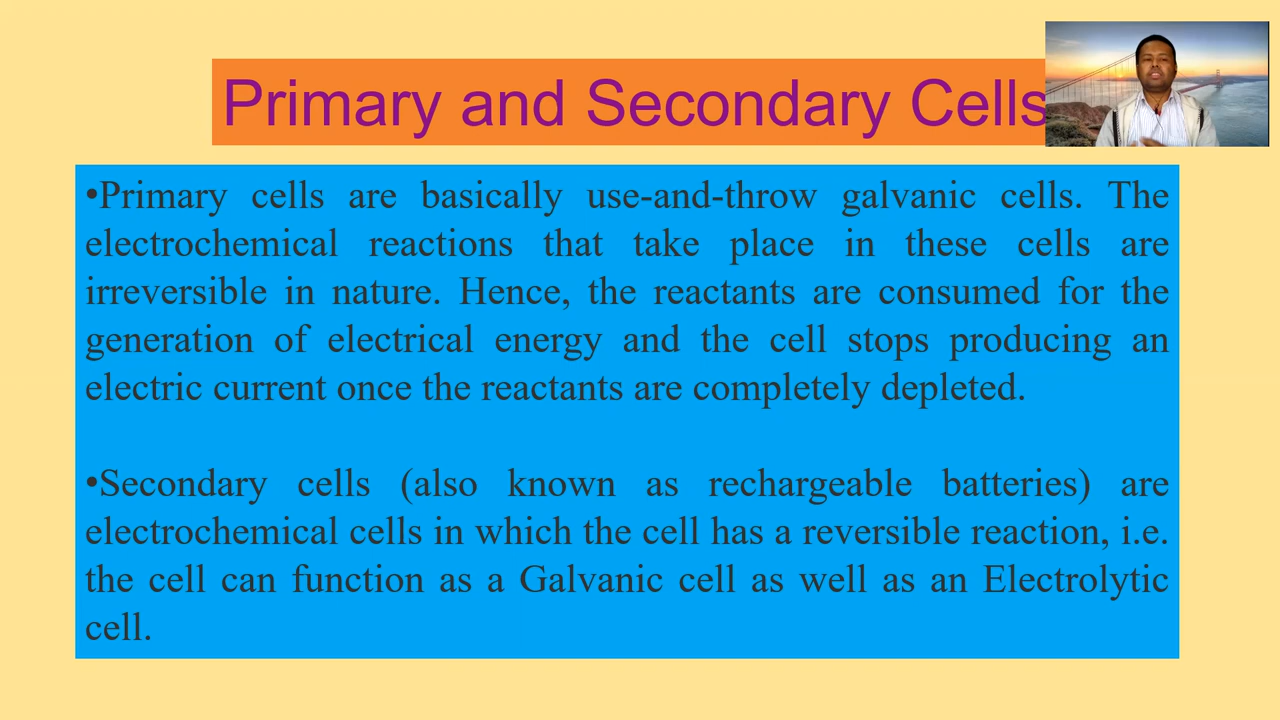 Primary and Secondary Cells
•Primary cells are basically use-and-throw galvanic cells. The
electrochemical reactions that take place in these cells are
irreversible in nature. Hence, the reactants are consumed for the
generation of electrical energy and the cell stops producing an
electric current once the reactants are completely depleted.
•Secondary cells (also known as rechargeable batteries) are
electrochemical cells in which the cell has a reversible reaction, i.e.
the cell can function as a Galvanic cell as well as an Electrolytic
cell.